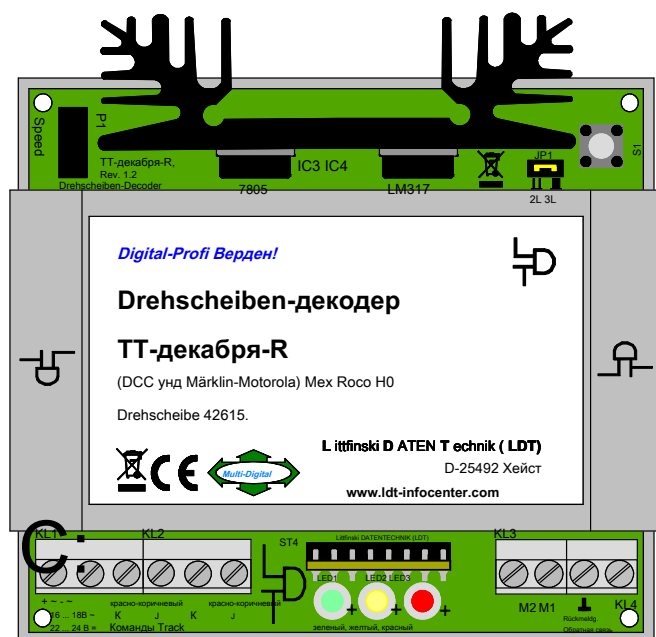 P1
Speed
TT-декабря-R,
Rev. 1.2
Drehscheiben-Decoder
IC3 IC4
7805
LM317
JP1
2L 3L
S1
Digital-Profi Верден!
Drehscheiben-декодер
TT-декабря-R
(DCC унд Märklin-Motorola) Mex Roco H0
Drehscheibe 42615.
L ittfinski D ATEN T echnik ( LDT)
D-25492 Хейст
www.ldt-infocenter.com
CE
Multi-Digital
C:
KL1
KL2
ST4
Littfinski DATENTECHNIK (LDT)
KL3
LED1
LED2 LED3
+ ~ - ~
красно-коричневый
красно-коричневый
16 ... 18В ~
K J K J
22 ... 24 В =
Команды Track
+ + +
зеленый, желтый, красный
M2 M1
KL4
Rückmeldg.
Обратная связь